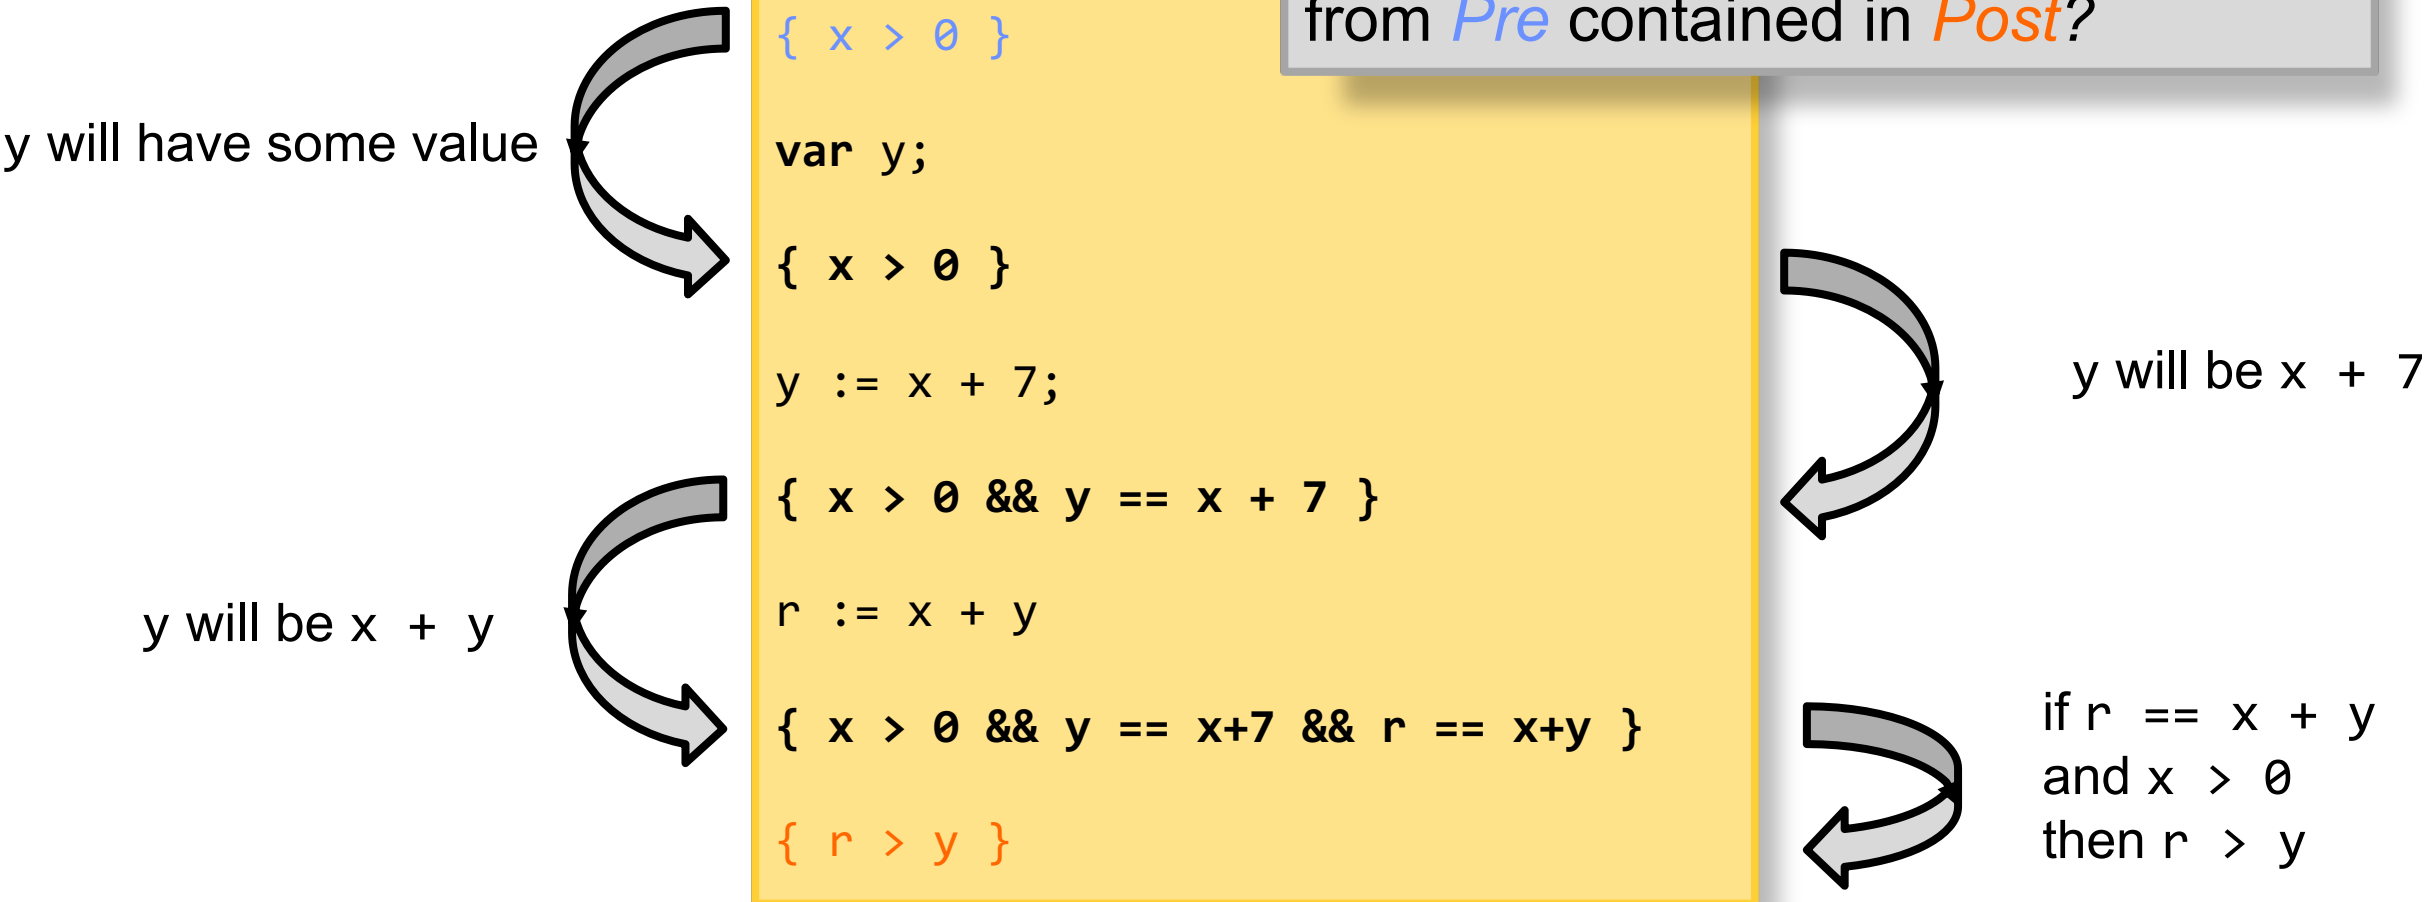 from Pre contained in Post?
{ x > 0 }
y will have some value
var y;
{ x > 0 }
y := x + 7;
y will be x + 7
{ x > 0 && y == x + 7 }
r := x + y
y will be x + y
{ x > 0 && y == x+7 && r == x+y }
if r == x + y
and x > 0
then r > y
{ r > y }